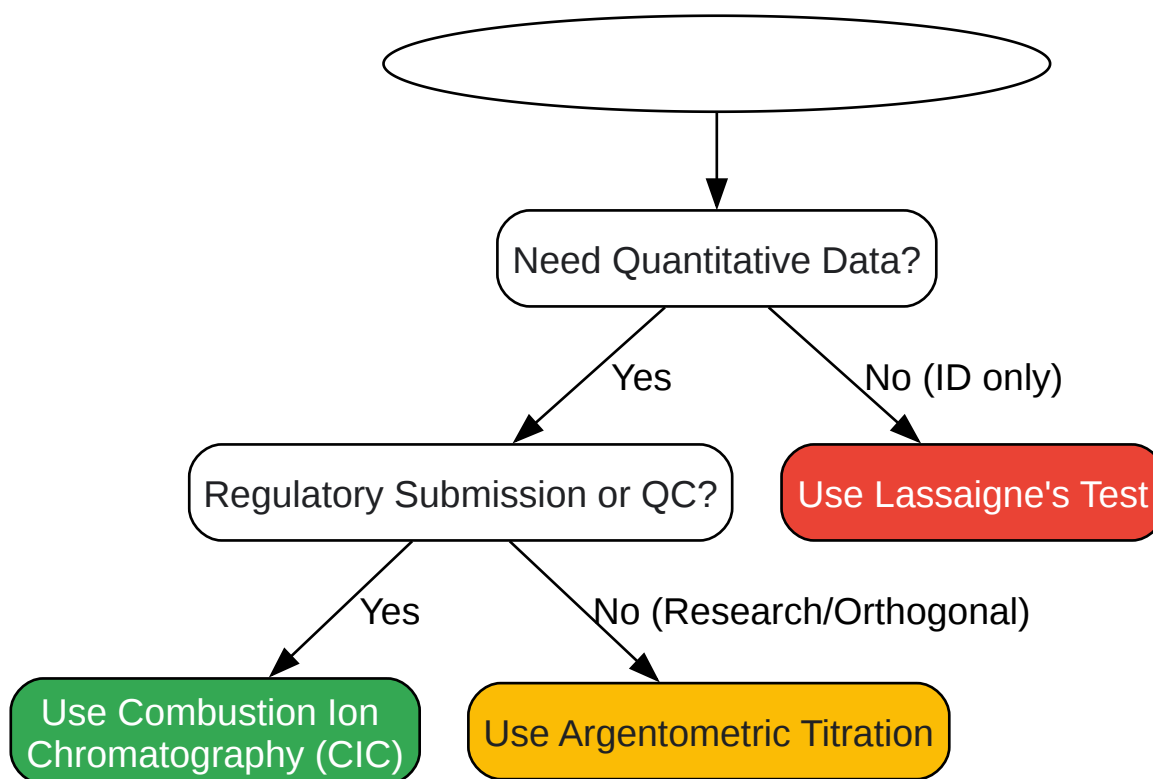 Need Quantitative Data?
Yes
No (ID only)
Regulatory Submission or QC?
Use Lassaigne's Test
Yes
No (Research/Orthogonal)
Use Combustion Ion
Chromatography (CIC)
Use Argentometric Titration